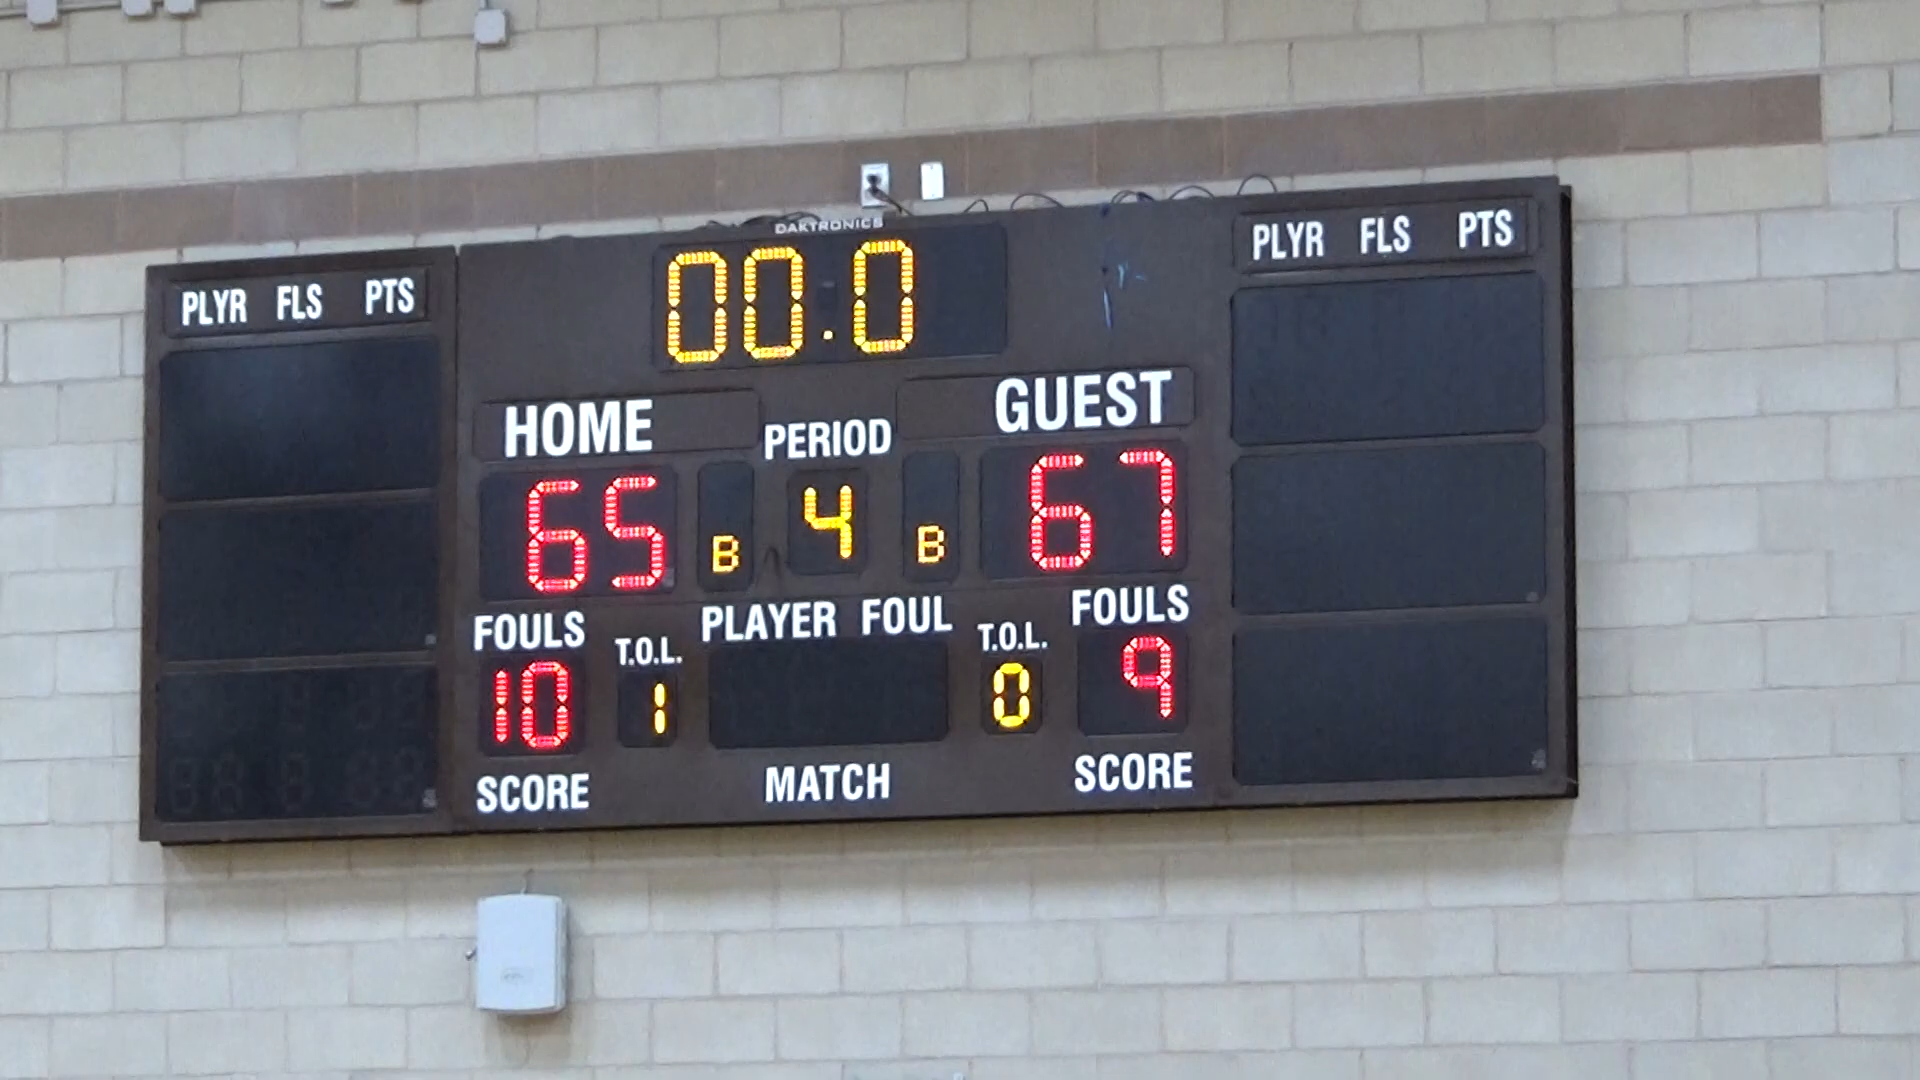 DAKTRONICS
00.0
PLYR FLS PTS
PLYR FLS PTS
HOME
PERIOD
GUEST
65
B
4
B
67
FOULS
T.O.L.
PLAYER FOUL
T.O.L.
FOULS
10
1
0
9
SCORE
MATCH
SCORE